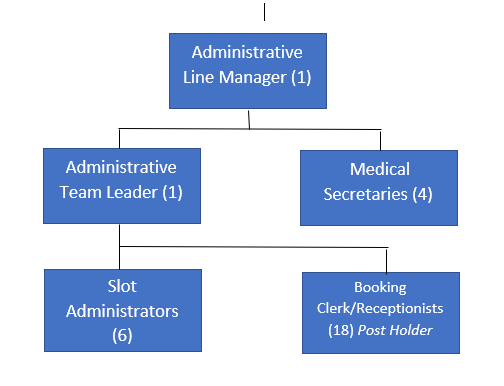 Administrative
Line Manager (1)
Administrative
Team Leader (1)
Medical
Secretaries (4)
Slot
Administrators
(6)
Booking
Clerk/Receptionists
(18) Post Holder